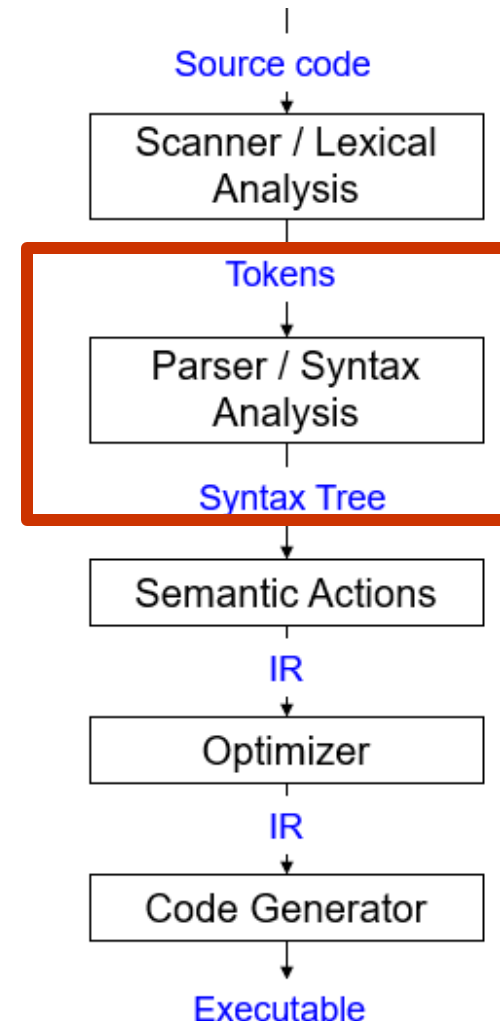 Source code
Scanner / Lexical
Analysis
Tokens
Parser / Syntax
Analysis
Syntax Tree
Semantic Actions
IR
Optimizer
IR
Code Generator
Executable